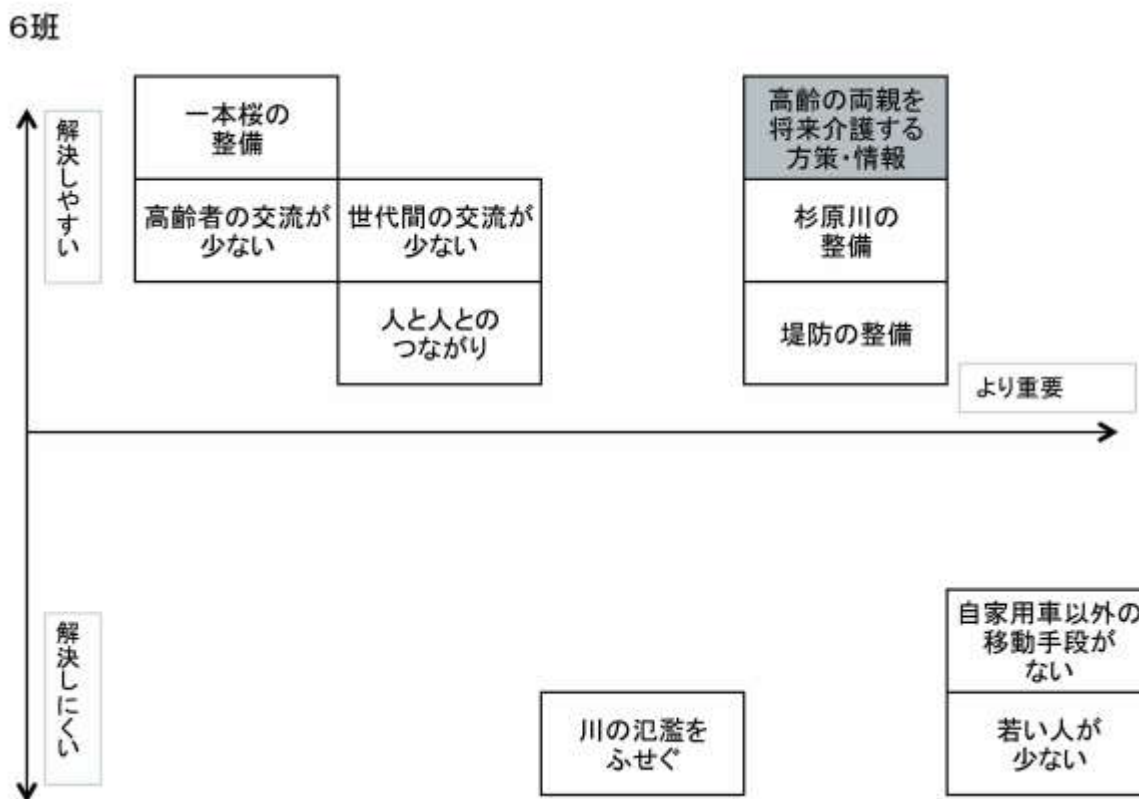 6班
解決しやすい
一本桜の
整備
高齢の両親を
将来介護する
方策・情報
高齢者の交流が
少ない
世代間の交流が
少ない
杉原川の
整備
人と人との
つながり
堤防の整備
より重要
解決しにくい
自家用車以外の
移動手段が
ない
川の氾濫を
ふせぐ
若い人が
少ない